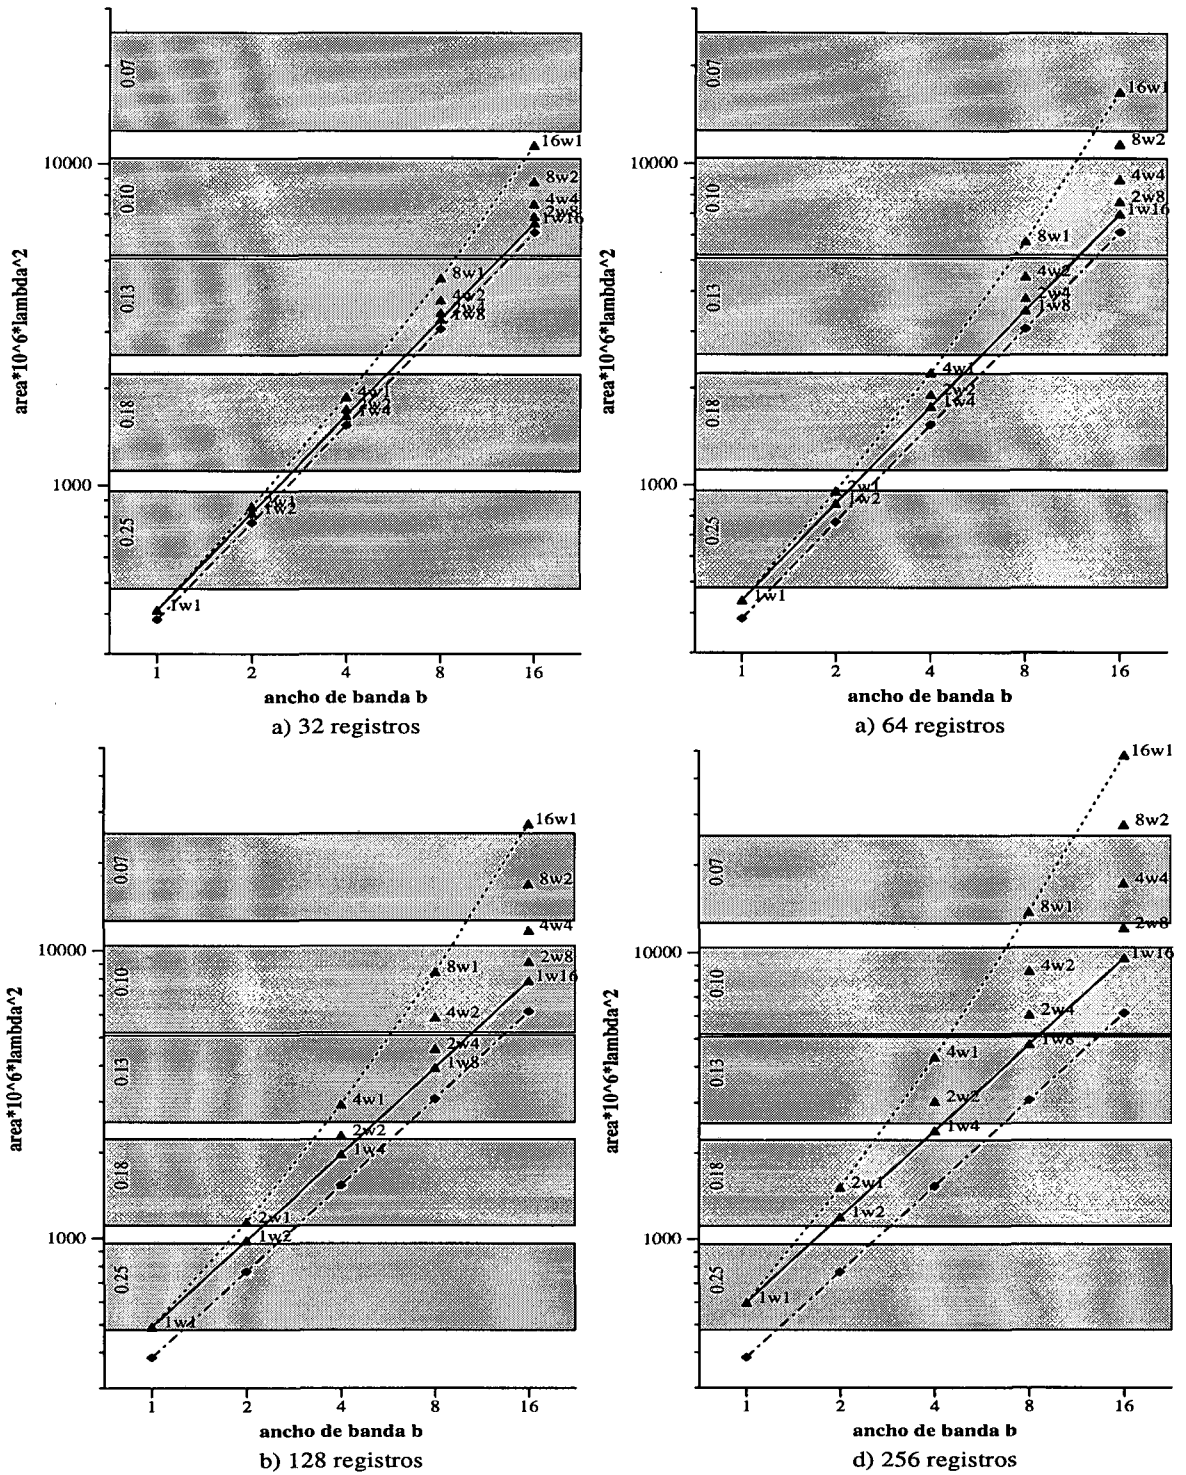 area*10^6*lambda^2
10000
1000
0.07
0.10
0.13
0.18
0.25
16w1
8w2
4w4
2w8
1w16
8w1
4w2
2w4
1w8
4w1
2w2
1w4
2w1
1w2
1w1
1 2 4 8 16
ancho de banda b
a) 32 registros
area*10^6*lambda^2
10000
1000
0.07
0.10
0.13
0.18
0.25
16w1
8w2
4w4
2w8
1w16
8w1
4w2
2w4
1w8
4w1
2w2
1w4
2w1
1w2
1w1
1 2 4 8 16
ancho de banda b
a) 64 registros
area*10^6*lambda^2
10000
1000
0.07
0.10
0.13
0.18
0.25
16w1
8w2
4w4
2w8
1w16
8w1
4w2
2w4
1w8
4w1
2w2
1w4
2w1
1w2
1w1
1 2 4 8 16
ancho de banda b
b) 128 registros
area*10^6*lambda^2
10000
1000
0.07
0.10
0.13
0.18
0.25
16w1
8w2
4w4
2w8
1w16
8w1
4w2
2w4
1w8
4w1
2w2
1w4
2w1
1w2
1w1
1 2 4 8 16
ancho de banda b
d) 256 registros